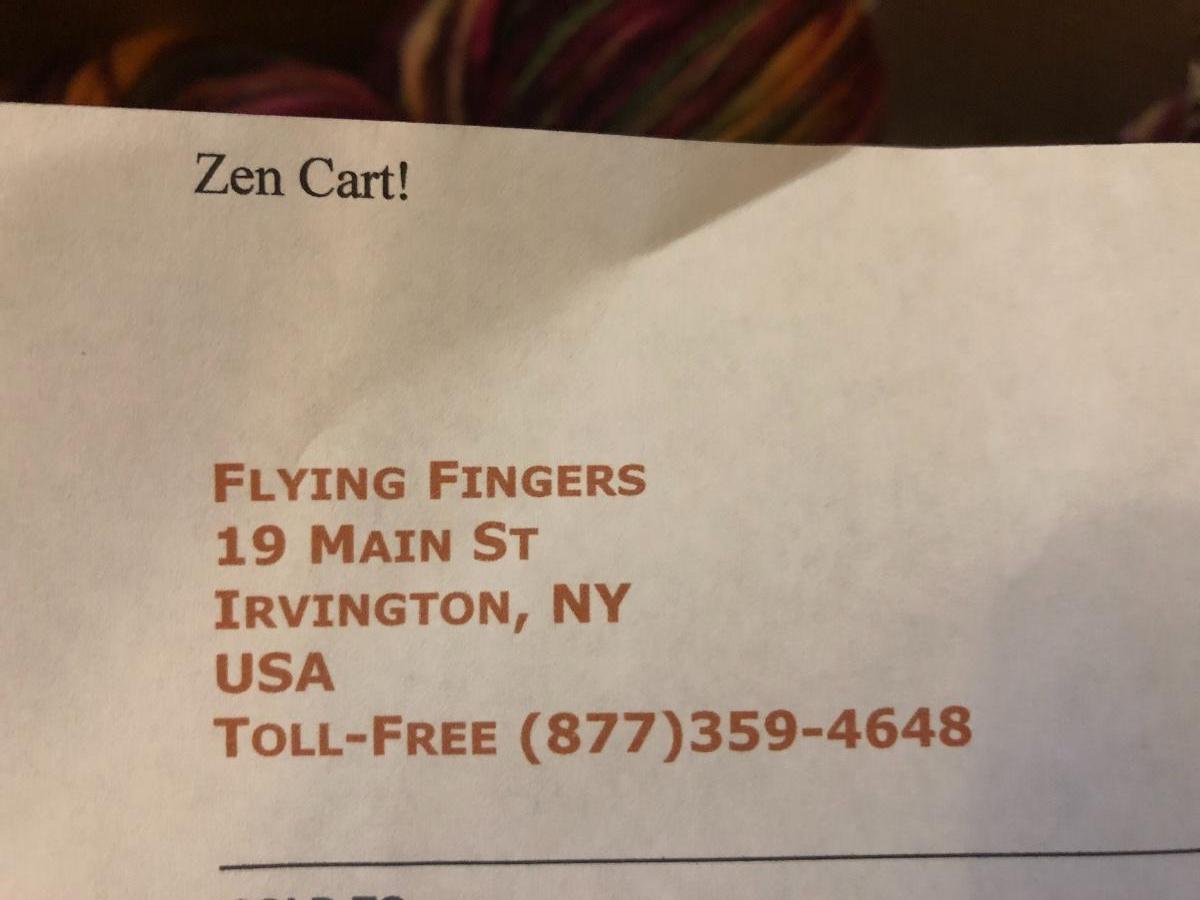 Zen Cart!
Flying Fingers
19 Main St
Irvington, NY
USA
Toll-Free (877)359-4648